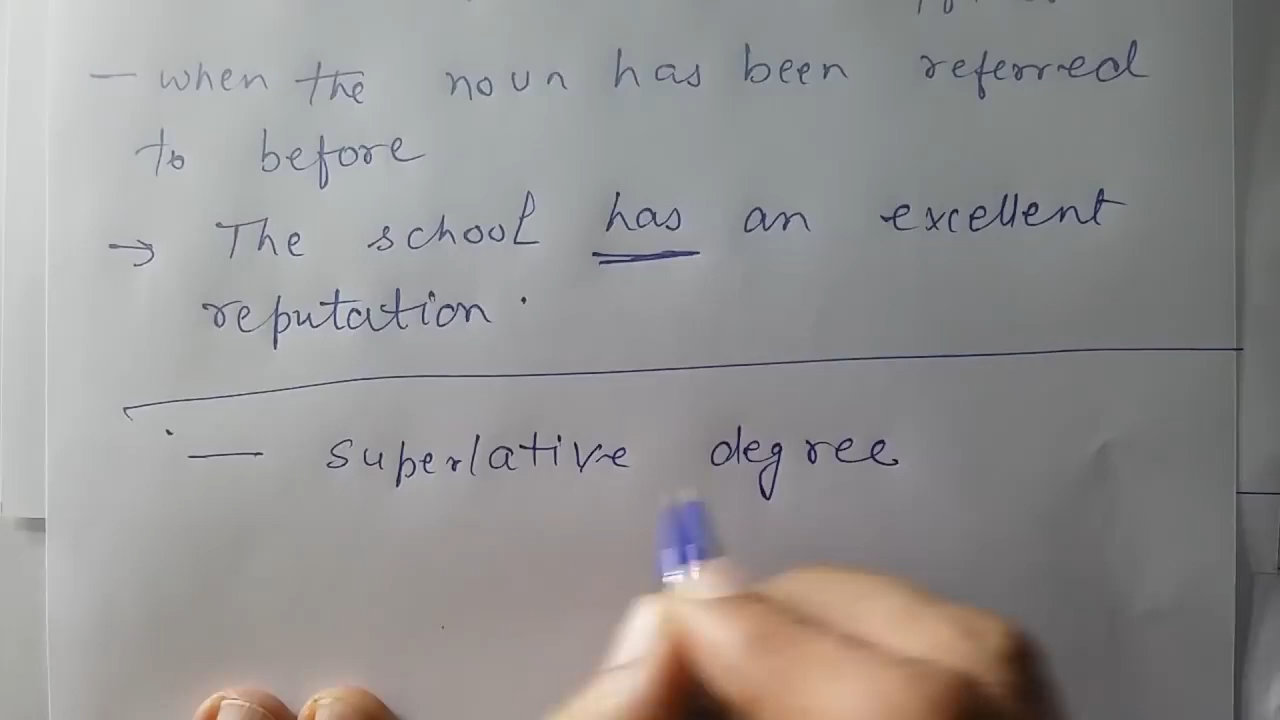 — when the noun has been referred
to before
→ The school has an excellent
reputation.
— superlative degree